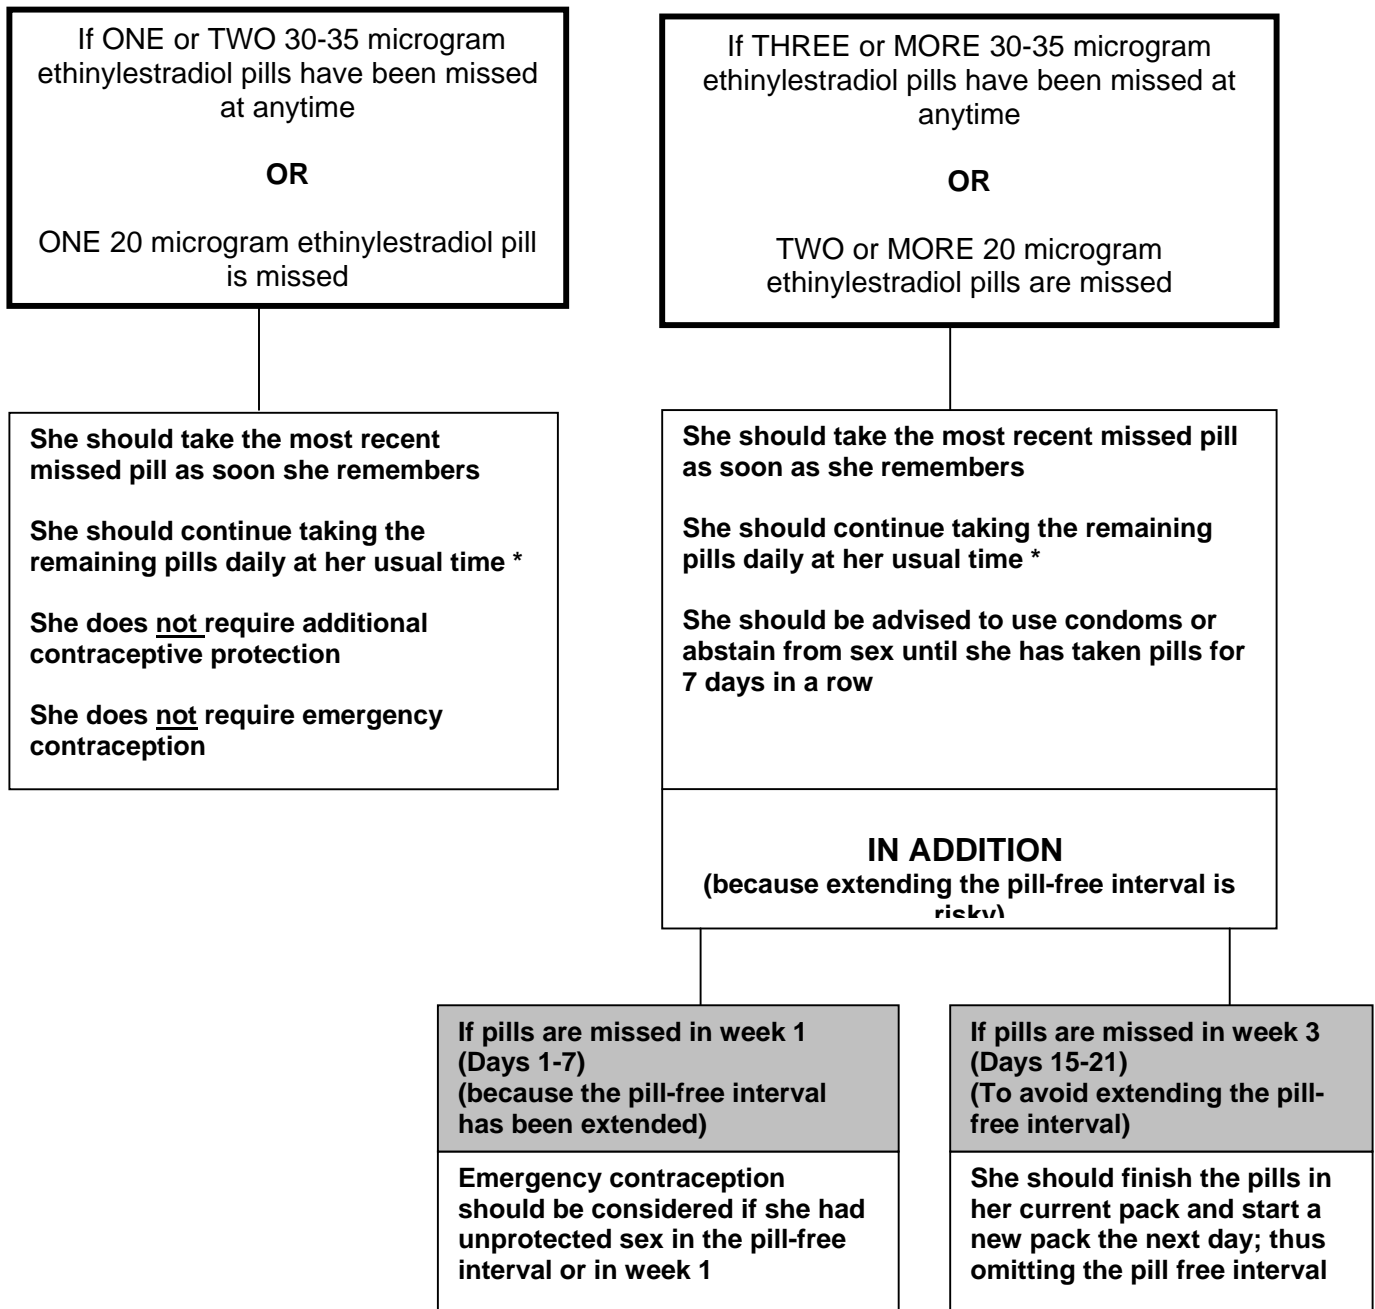 If ONE or TWO 30-35 microgram
ethinylestradiol pills have been missed
at anytime
OR
ONE 20 microgram ethinylestradiol pill
is missed
If THREE or MORE 30-35 microgram
ethinylestradiol pills have been missed at
anytime
OR
TWO or MORE 20 microgram
ethinylestradiol pills are missed
She should take the most recent
missed pill as soon she remembers
She should continue taking the
remaining pills daily at her usual time *
She does not require additional
contraceptive protection
She does not require emergency
contraception
She should take the most recent missed pill
as soon as she remembers
She should continue taking the remaining
pills daily at her usual time *
She should be advised to use condoms or
abstain from sex until she has taken pills for
7 days in a row
IN ADDITION
(because extending the pill-free interval is
risky)
If pills are missed in week 1
(Days 1-7)
(because the pill-free interval
has been extended)
Emergency contraception
should be considered if she had
unprotected sex in the pill-free
interval or in week 1
If pills are missed in week 3
(Days 15-21)
(To avoid extending the pill-
free interval)
She should finish the pills in
her current pack and start a
new pack the next day; thus
omitting the pill free interval